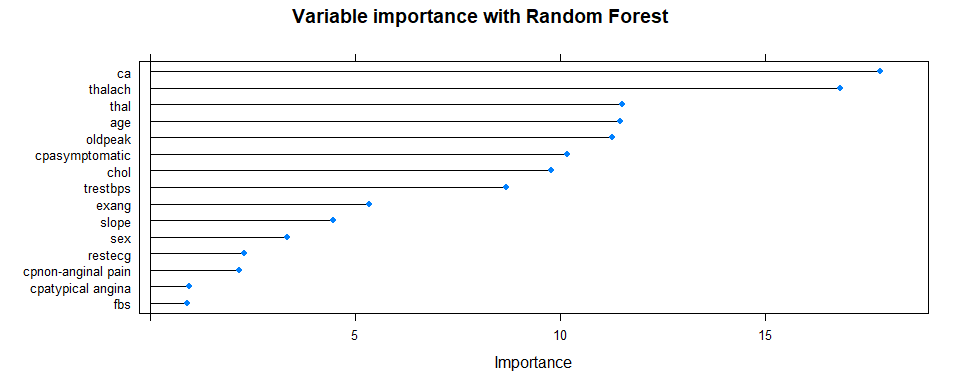 Variable importance with Random Forest
ca
thalach
thal
age
oldpeak
cpasymptomatic
chol
trestbps
exang
slope
sex
restecg
cpnon-anginal pain
cpatypical angina
fbs
5 10 15
Importance